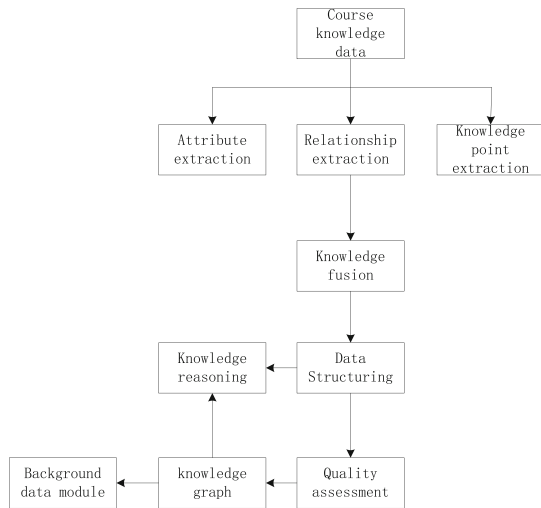 Course
knowledge
data
Attribute
extraction
Relationship
extraction
Knowledge
point
extraction
Knowledge
fusion
Knowledge
reasoning
Data
Structuring
Background
data module
knowledge
graph
Quality
assessment